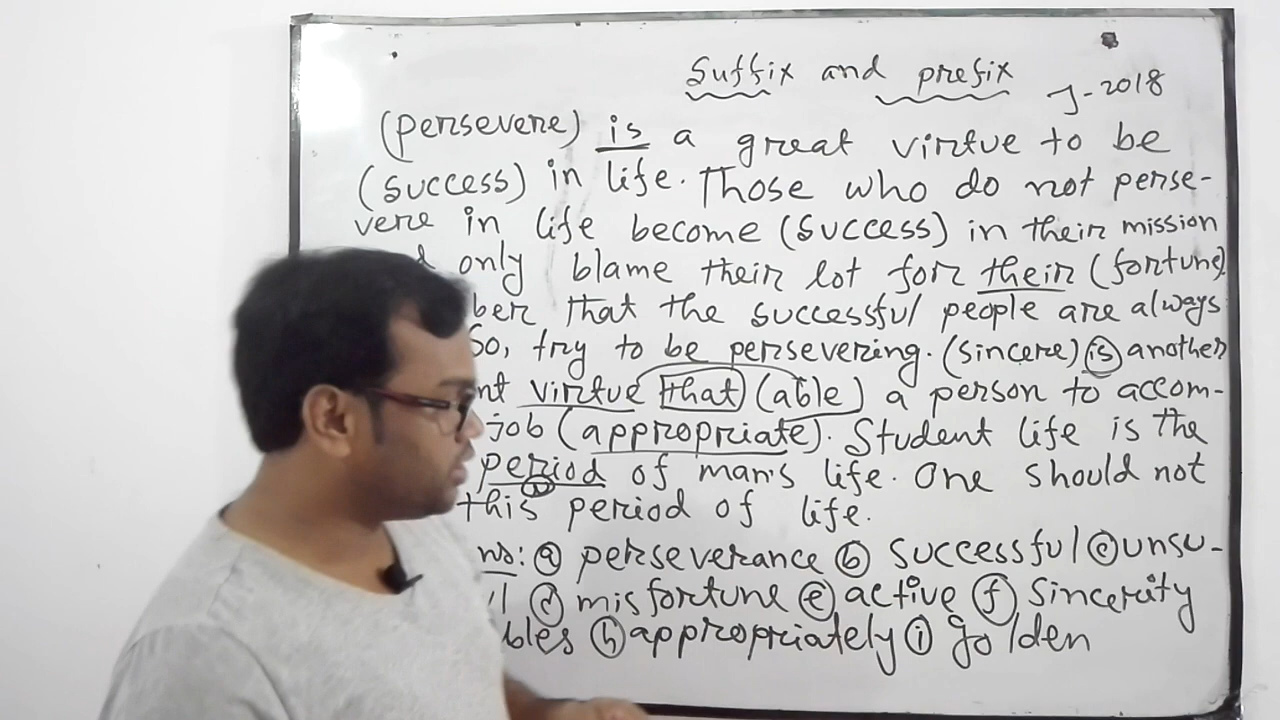 Suffix and prefix
J-2018
(persevere) is a great virtue to be
(success) in life. Those who do not perse-
vere in life become (success) in their mission
only blame their lot for their (fortune).
ber that the successful people are always
So, try to be persevering. (sincere) is another
nt virtue that (able) a person to accom-
job (appropriate). Student life is the
period of man's life. One should not
this period of life.
ns: ⓐ perseverance ⓑ successful ⓒ unsu-
l ⓓ misfortune ⓔ active ⓕ sincerity
bles ⓗ appropriately ⓘ golden